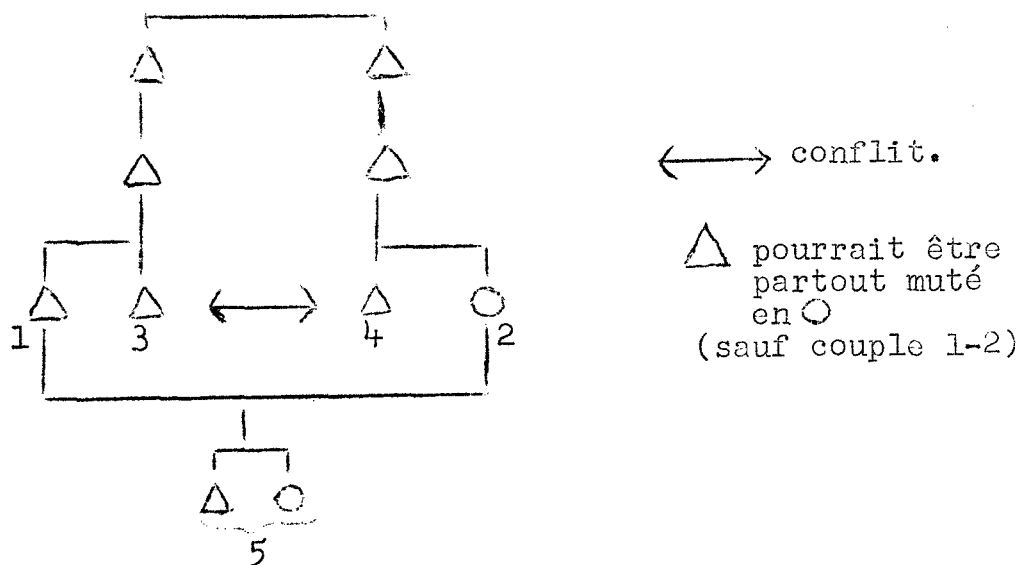 conflit.
pourrait être
partout muté
en
(sauf couple 1-2)
1 3 4 2
5